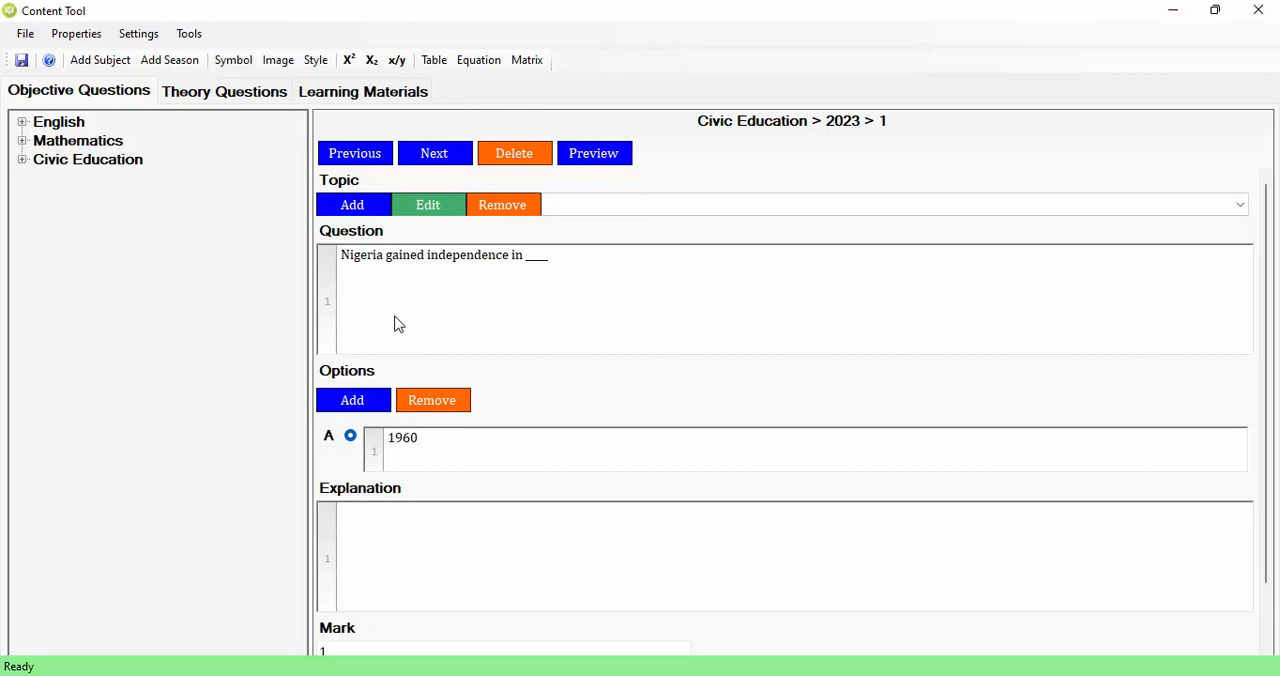 Content Tool
File Properties Settings Tools
Add Subject Add Season Symbol Image Style X² X₂ x/y Table Equation Matrix
Objective Questions Theory Questions Learning Materials
English
Mathematics
Civic Education
Civic Education > 2023 > 1
Previous Next Delete Preview
Topic
Add Edit Remove
Question
1 Nigeria gained independence in ____
Options
Add Remove
A 1 1960
Explanation
1
Mark
1
Ready